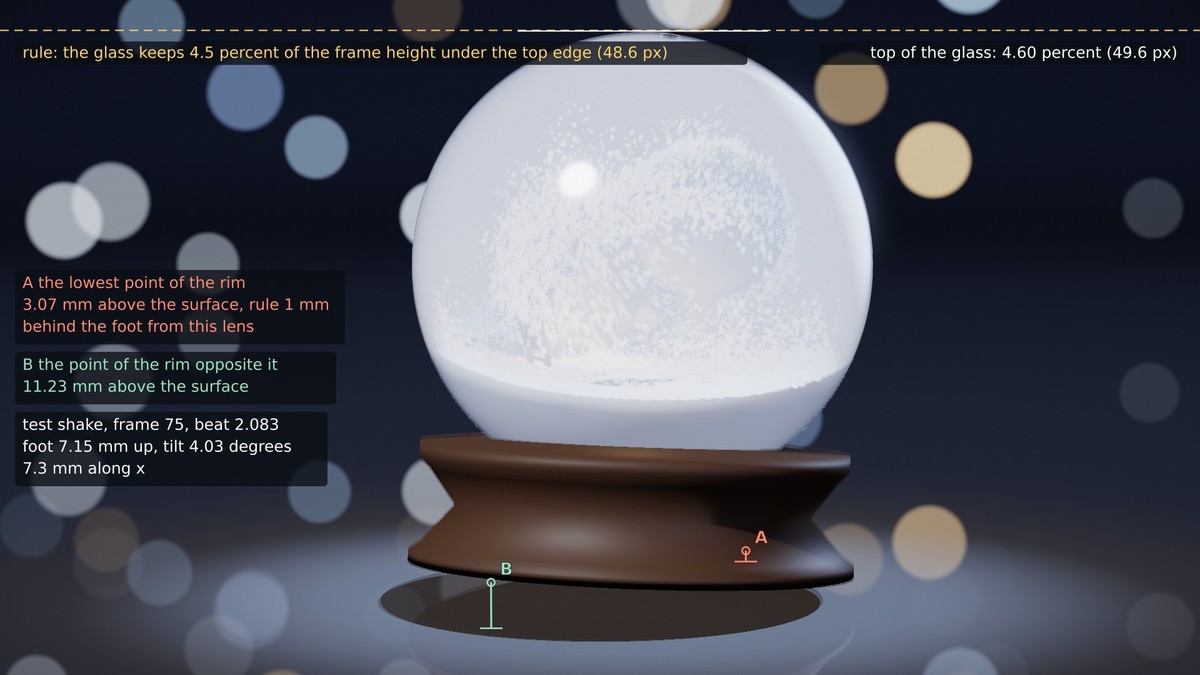 rule: the glass keeps 4.5 percent of the frame height under the top edge (48.6 px)
top of the glass: 4.60 percent (49.6 px)
A the lowest point of the rim
3.07 mm above the surface, rule 1 mm
behind the foot from this lens
B the point of the rim opposite it
11.23 mm above the surface
test shake, frame 75, beat 2.083
foot 7.15 mm up, tilt 4.03 degrees
7.3 mm along x
A
B